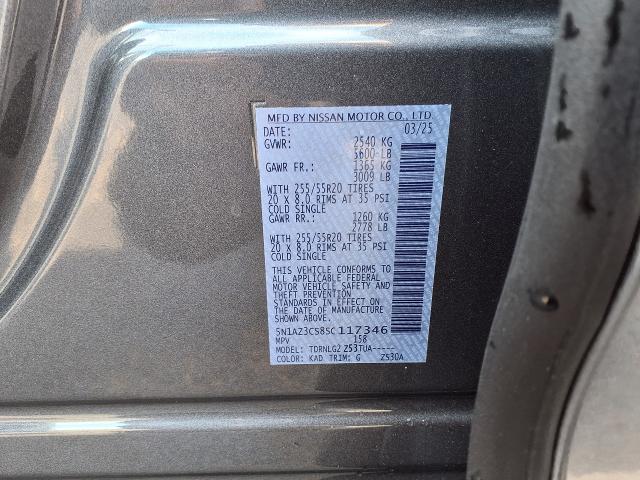 MFD BY NISSAN MOTOR CO., LTD.
DATE: 03/25
GVWR: 2540 KG
5600 LB
GAWR FR.: 1365 KG
3009 LB
WITH 255/55R20 TIRES
20 x 8.0 RIMS AT 35 PSI
COLD SINGLE
GAWR RR.: 1260 KG
2778 LB
WITH 255/55R20 TIRES
20 x 8.0 RIMS AT 35 PSI
COLD SINGLE
THIS VEHICLE CONFORMS TO
ALL APPLICABLE FEDERAL
MOTOR VEHICLE SAFETY AND
THEFT PREVENTION
STANDARDS IN EFFECT ON
THE DATE OF MANUFACTURE
SHOWN ABOVE.
5N1AZ3CS8SC 117346
MPV 158
MODEL: TDRNLG2 Z53TUA-----
COLOR: KAD TRIM: G ZS30A